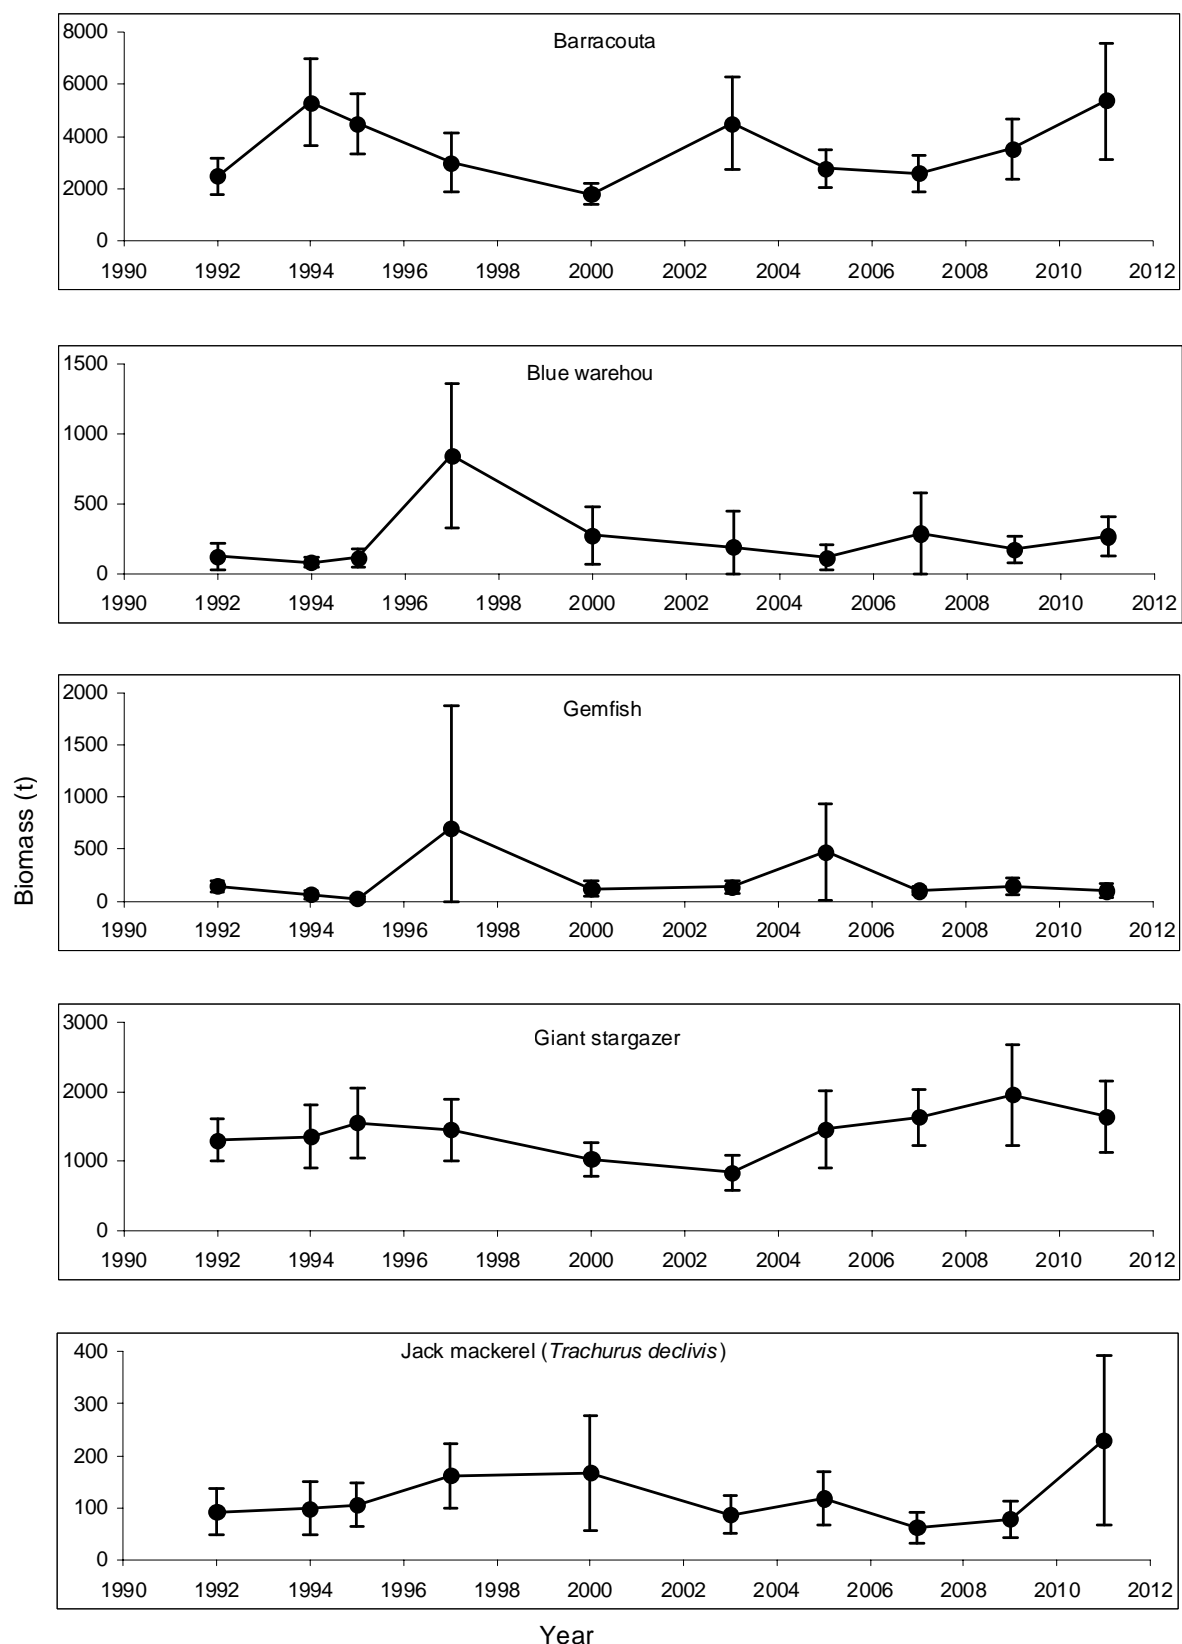 Barracouta
8000
6000
4000
2000
0
1990 1992 1994 1996 1998 2000 2002 2004 2006 2008 2010 2012
Blue warehou
1500
1000
500
0
1990 1992 1994 1996 1998 2000 2002 2004 2006 2008 2010 2012
Gemfish
2000
1500
1000
500
0
1990 1992 1994 1996 1998 2000 2002 2004 2006 2008 2010 2012
Biomass (t)
Giant stargazer
3000
2000
1000
0
1990 1992 1994 1996 1998 2000 2002 2004 2006 2008 2010 2012
Jack mackerel (Trachurus declivis)
400
300
200
100
0
1990 1992 1994 1996 1998 2000 2002 2004 2006 2008 2010 2012
Year